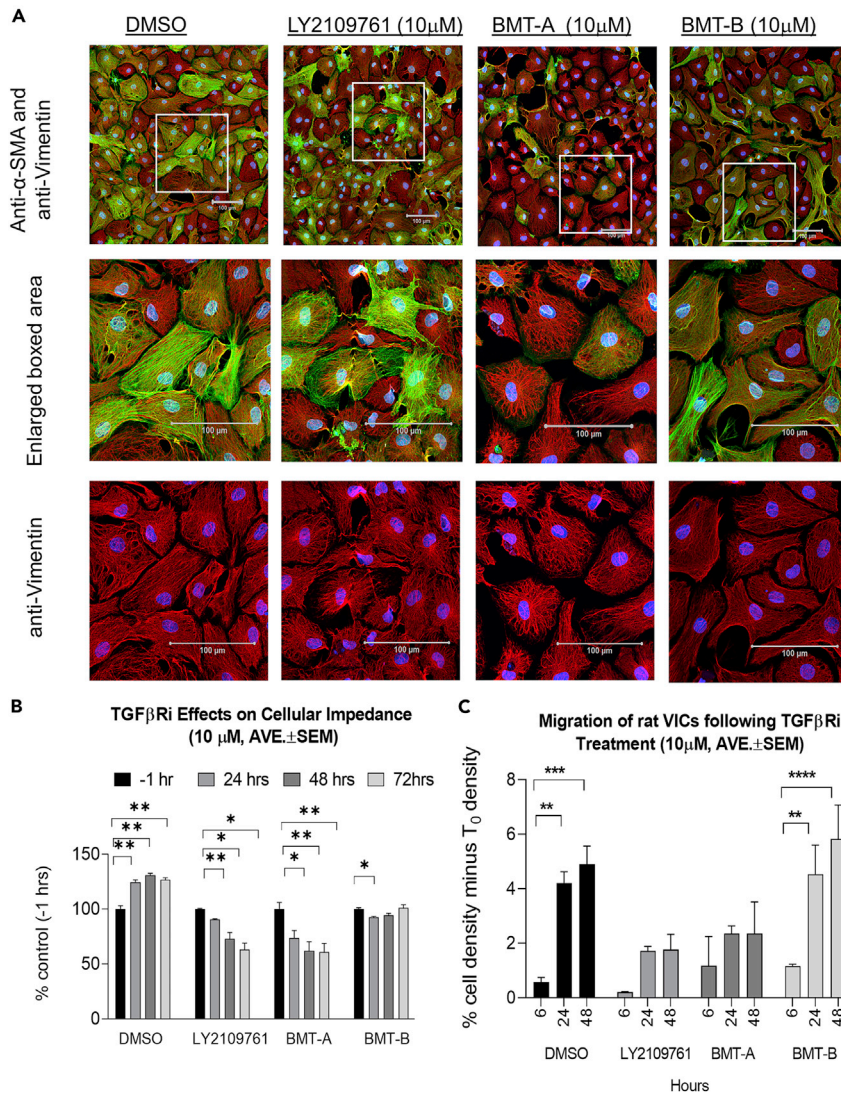 A
DMSO LY2109761 (10μM) BMT-A (10μM) BMT-B (10μM)
Anti-α-SMA and
anti-Vimentin
100 μm 100 μm 100 μm 100 μm
Enlarged boxed area
100 μm 100 μm 100 μm 100 μm
anti-Vimentin
100 μm 100 μm 100 μm 100 μm
B
TGFβRi Effects on Cellular Impedance
(10 μM, AVE.±SEM)
-1 hr 24 hrs 48 hrs 72hrs
% control (-1 hrs)
150
100
50
0
** ** **
* * **
** ** *
*
DMSO LY2109761 BMT-A BMT-B
C
Migration of rat VICs following TGFβRi
Treatment (10μM, AVE.±SEM)
% cell density minus T0 density
8
6
4
2
0
***
**
****
**
6 24 48 6 24 48 6 24 48 6 24 48
DMSO LY2109761 BMT-A BMT-B
Hours